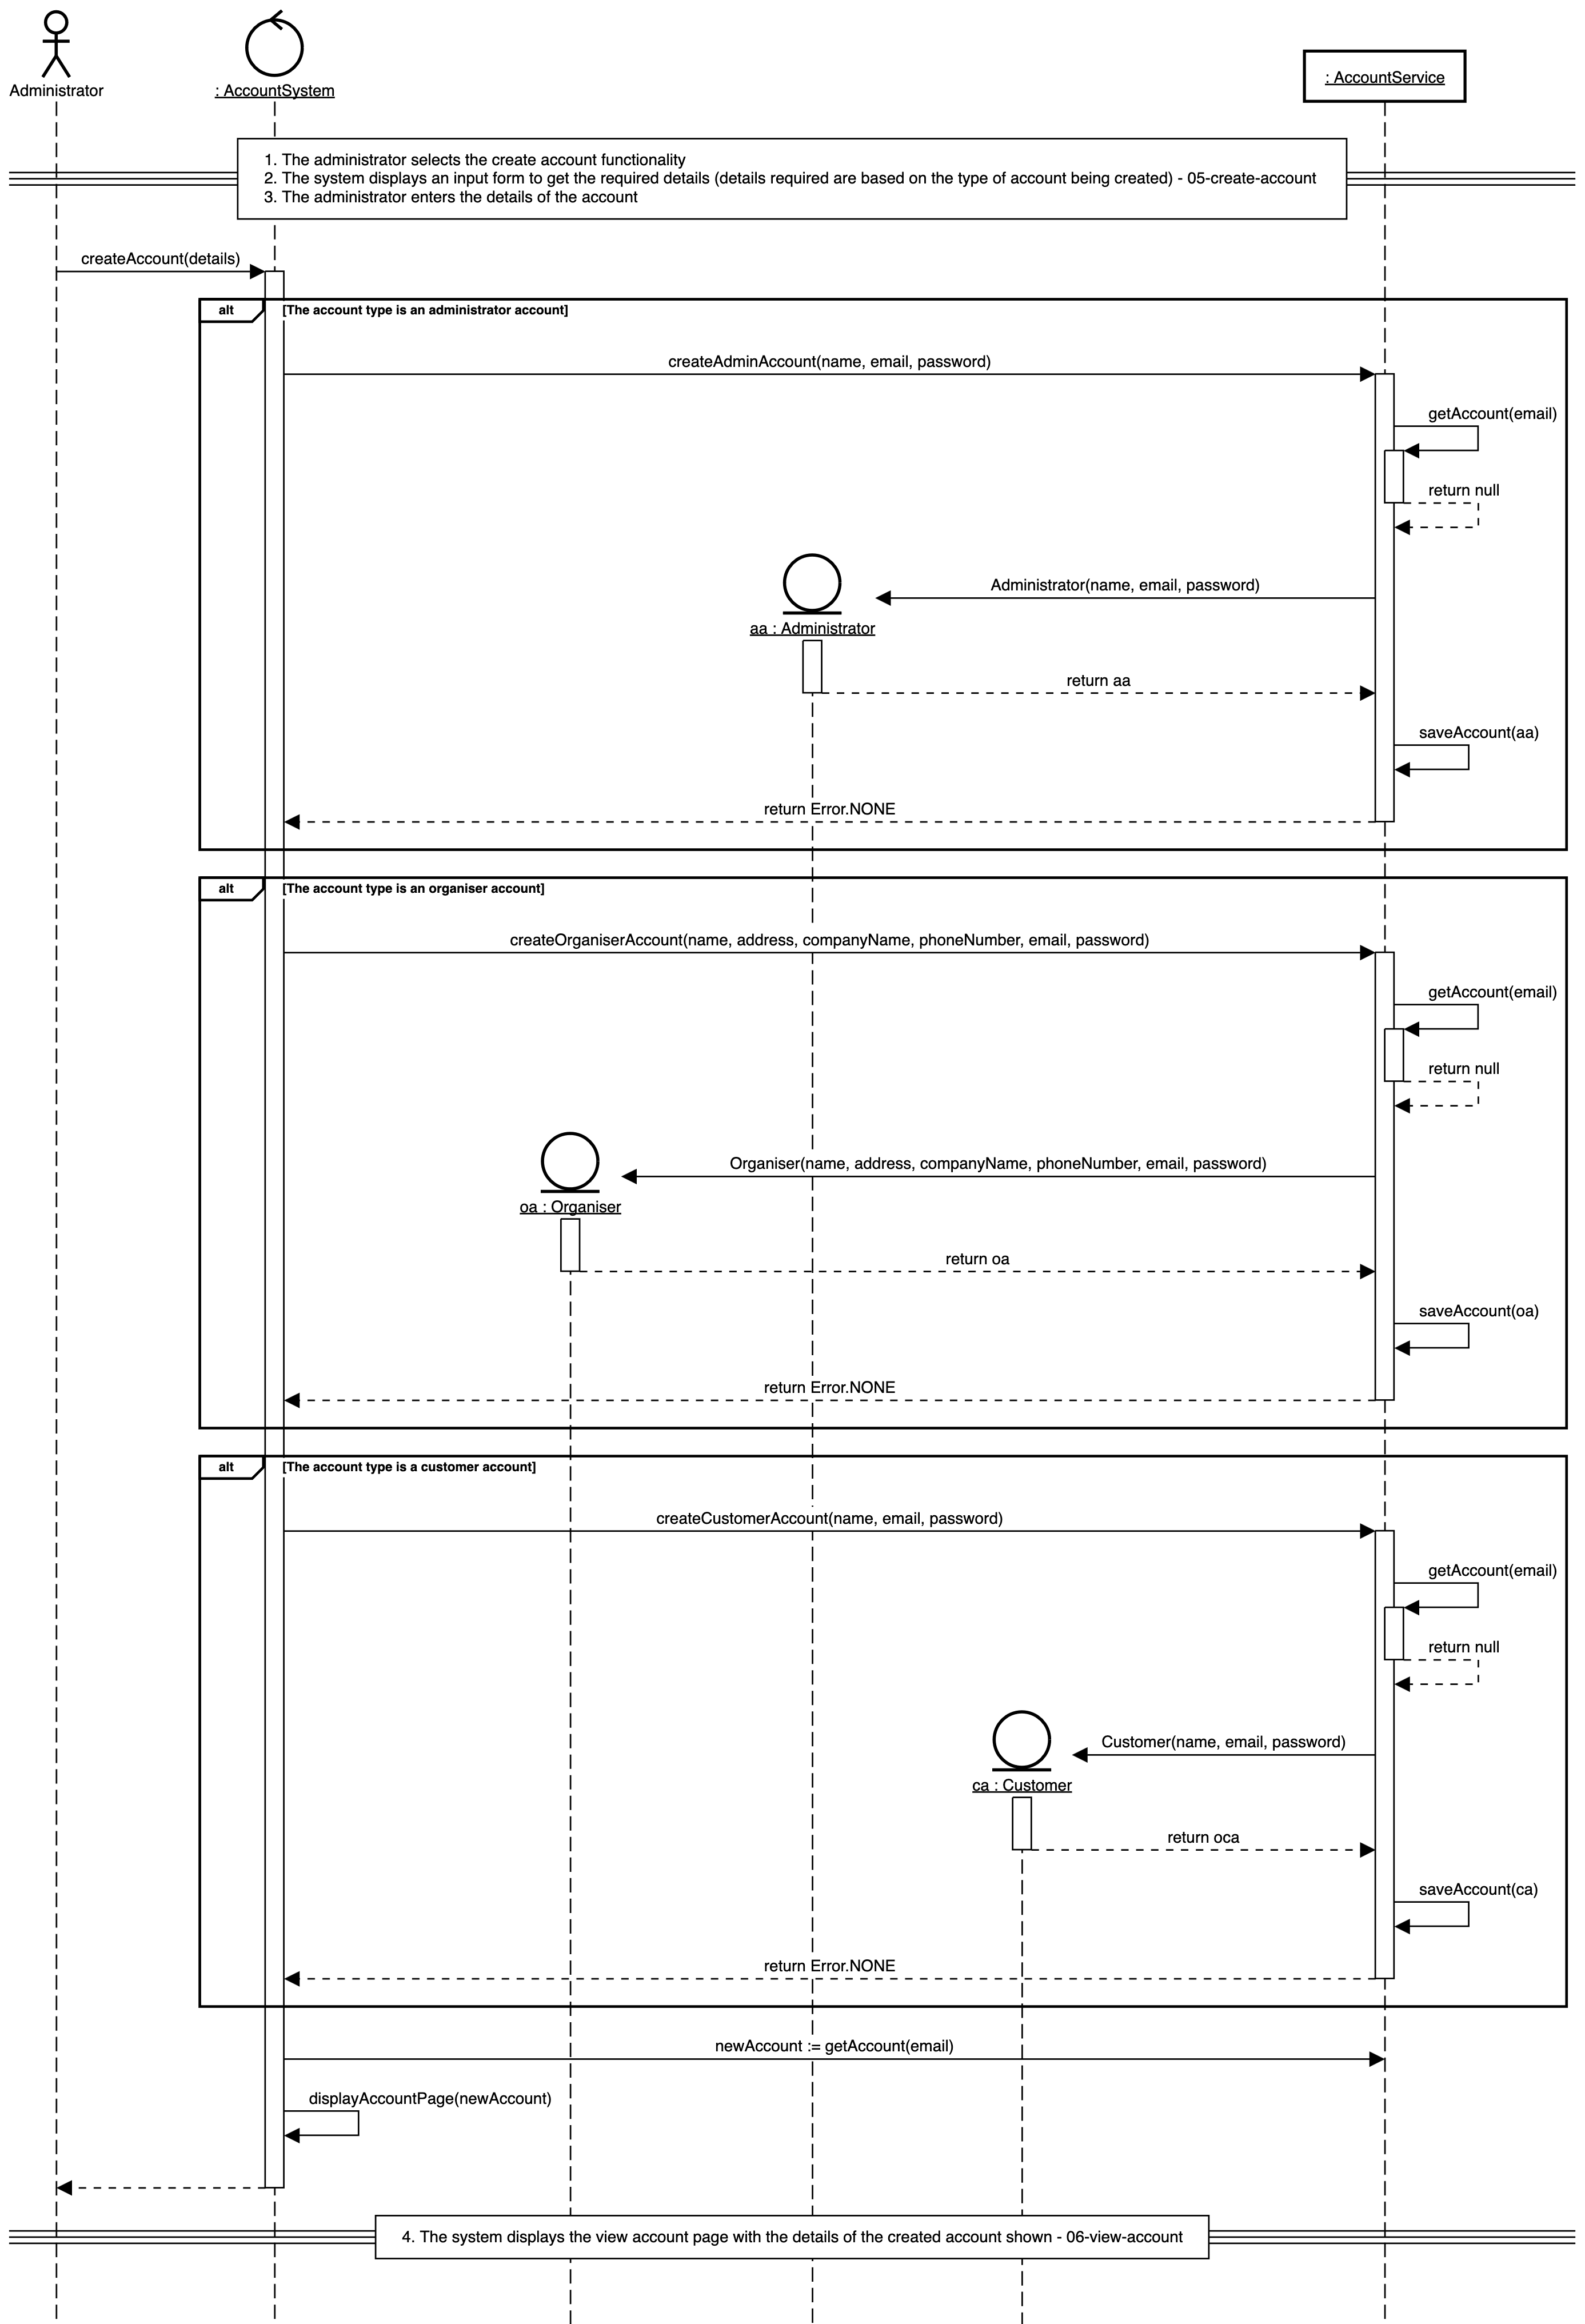 Administrator
: AccountSystem
: AccountService
1. The administrator selects the create account functionality
2. The system displays an input form to get the required details (details required are based on the type of account being created) - 05-create-account
3. The administrator enters the details of the account
createAccount(details)
alt
[The account type is an administrator account]
createAdminAccount(name, email, password)
getAccount(email)
return null
Administrator(name, email, password)
aa : Administrator
return aa
saveAccount(aa)
return Error.NONE
alt
[The account type is an organiser account]
createOrganiserAccount(name, address, companyName, phoneNumber, email, password)
getAccount(email)
return null
Organiser(name, address, companyName, phoneNumber, email, password)
oa : Organiser
return oa
saveAccount(oa)
return Error.NONE
alt
[The account type is a customer account]
createCustomerAccount(name, email, password)
getAccount(email)
return null
Customer(name, email, password)
ca : Customer
return oca
saveAccount(ca)
return Error.NONE
newAccount := getAccount(email)
displayAccountPage(newAccount)
4. The system displays the view account page with the details of the created account shown - 06-view-account